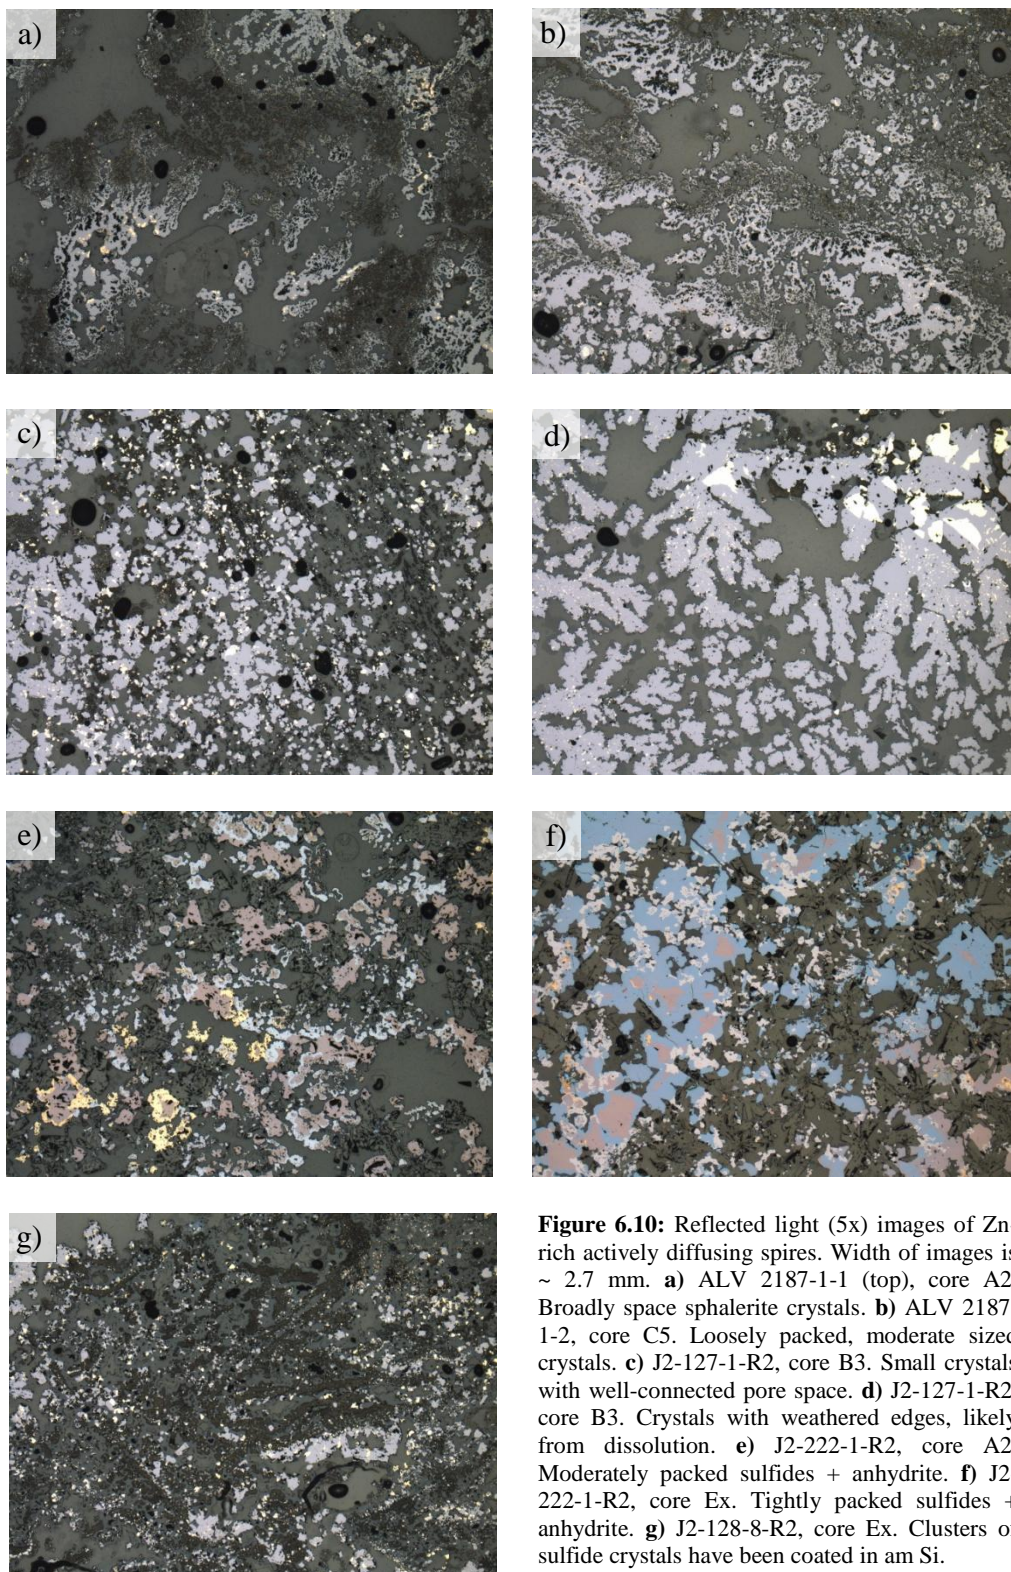 a)
b)
c)
d)
e)
f)
g)
Figure 6.10: Reflected light (5x) images of Zn-
rich actively diffusing spires. Width of images is
~ 2.7 mm. a) ALV 2187-1-1 (top), core A2
Broadly space sphalerite crystals. b) ALV 2187
1-2, core C5. Loosely packed, moderate sized
crystals. c) J2-127-1-R2, core B3. Small crystals
with well-connected pore space. d) J2-127-1-R2
core B3. Crystals with weathered edges, likely
from dissolution. e) J2-222-1-R2, core A2
Moderately packed sulfides + anhydrite. f) J2
222-1-R2, core Ex. Tightly packed sulfides +
anhydrite. g) J2-128-8-R2, core Ex. Clusters of
sulfide crystals have been coated in am Si.